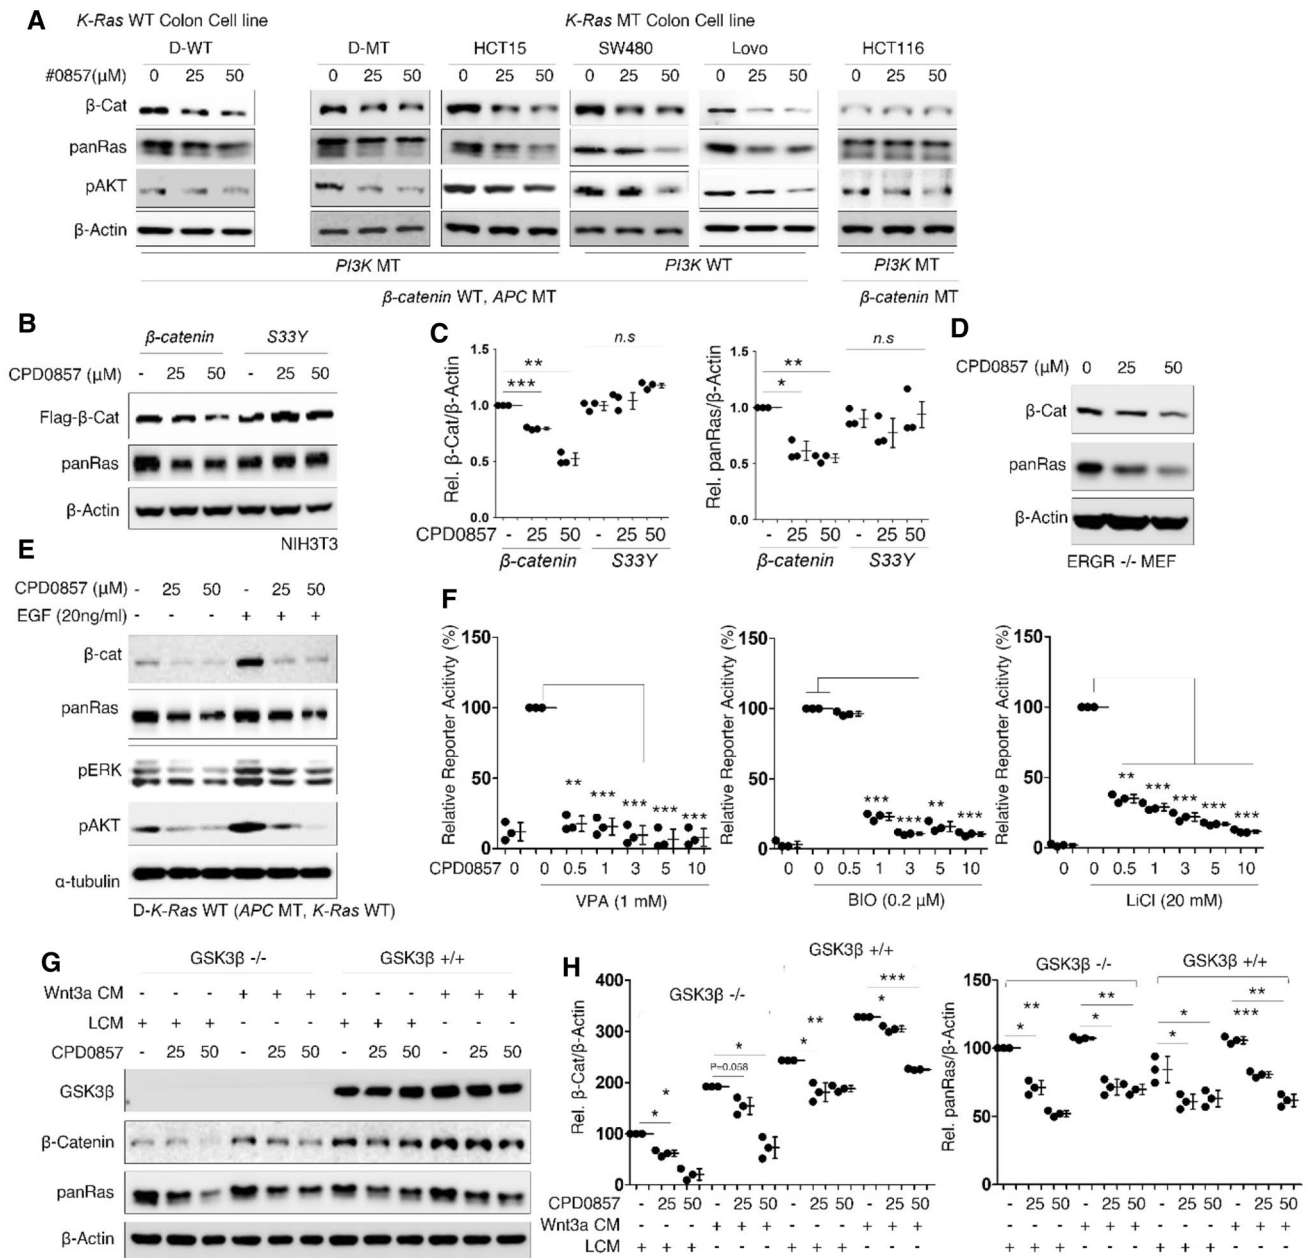 A
K-Ras WT Colon Cell line
K-Ras MT Colon Cell line
D-WT D-MT HCT15 SW480 Lovo HCT116
#0857(μM) 0 25 50 0 25 50 0 25 50 0 25 50 0 25 50 0 25 50
β-Cat
panRas
pAKT
β-Actin
PI3K MT PI3K WT PI3K MT
β-catenin WT, APC MT β-catenin MT
B
β-catenin S33Y
CPD0857 (μM) - 25 50 - 25 50
Flag-β-Cat
panRas
β-Actin
NIH3T3
C
Rel. β-Cat/β-Actin
1.5
1.0
0.5
0.0
***
**
n.s
CPD0857 - 25 50 - 25 50
β-catenin S33Y
Rel. panRas/β-Actin
1.5
1.0
0.5
0.0
*
**
n.s
- 25 50 - 25 50
β-catenin S33Y
D
CPD0857 (μM) 0 25 50
β-Cat
panRas
β-Actin
ERGR -/- MEF
E
CPD0857 (μM) - 25 50 - 25 50
EGF (20ng/ml) - - - + + +
β-cat
panRas
pERK
pAKT
α-tubulin
D-K-Ras WT (APC MT, K-Ras WT)
F
Relative Reporter Acitivty (%)
150
100
50
0
** *** *** *** ***
CPD0857 0 0 0.5 1 3 5 10
VPA (1 mM)
Relative Reporter Activity (%)
150
100
50
0
*** *** ** ***
0 0 0.5 1 3 5 10
BIO (0.2 μM)
Relative Reporter Acitivty (%)
150
100
50
0
** *** *** *** ***
0 0 0.5 1 3 5 10
LiCl (20 mM)
G
GSK3β -/- GSK3β +/+
Wnt3a CM - - - + + + - - - + + +
LCM + + + - - - + + + - - -
CPD0857 - 25 50 - 25 50 - 25 50 - 25 50
GSK3β
β-Catenin
panRas
β-Actin
H
GSK3β +/+
GSK3β -/-
Rel. β-Cat/β-Actin
400
300
200
100
0
* * P=0.058 * * ** * ***
CPD0857 - 25 50 - 25 50 - 25 50 - 25 50
Wnt3a CM - - - + + + - - - + + +
LCM + + + - - - + + + - - -
GSK3β -/- GSK3β +/+
Rel. panRas/β-Actin
150
100
50
0
* ** * ** * * *** **
- 25 50 - 25 50 - 25 50 - 25 50
- - - + + + - - - + + +
+ + + - - - + + + - - -